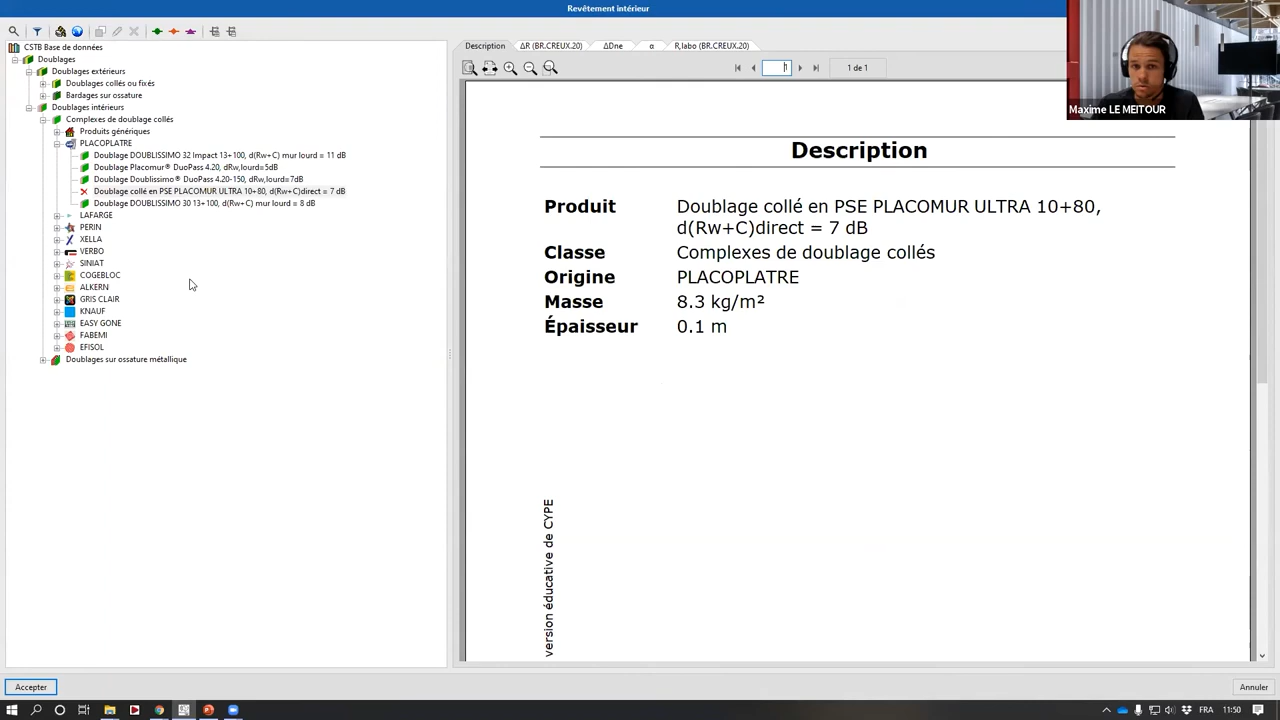 Revêtement intérieur
CSTB Base de données
Doublages
Doublages extérieurs
Doublages collés ou fixés
Bardages sur ossature
Doublages intérieurs
Complexes de doublage collés
Produits génériques
PLACOPLATRE
Doublage DOUBLISSIMO 32 Impact 13+100, d(Rw+C) mur lourd = 11 dB
Doublage Placomur® DuoPass 4.20, dRw,lourd=5dB
Doublage Doublissimo® DuoPass 4.20-150, dRw,lourd=7dB
Doublage collé en PSE PLACOMUR ULTRA 10+80, d(Rw+C)direct = 7 dB
Doublage DOUBLISSIMO 30 13+100, d(Rw+C) mur lourd = 8 dB
LAFARGE
PERIN
XELLA
VERBO
SINIAT
COGEBLOC
ALKERN
GRIS CLAIR
KNAUF
EASY GONE
FABEMI
EFISOL
Doublages sur ossature métallique
Description ΔR (BR.CREUX.20) ΔDne α R,labo (BR.CREUX.20)
1 1 de 1
Description
Produit Doublage collé en PSE PLACOMUR ULTRA 10+80,
d(Rw+C)direct = 7 dB
Classe Complexes de doublage collés
Origine PLACOPLATRE
Masse 8.3 kg/m²
Épaisseur 0.1 m
version éducative de CYPE
Maxime LE MEITOUR
Accepter Annuler
FRA 11:50